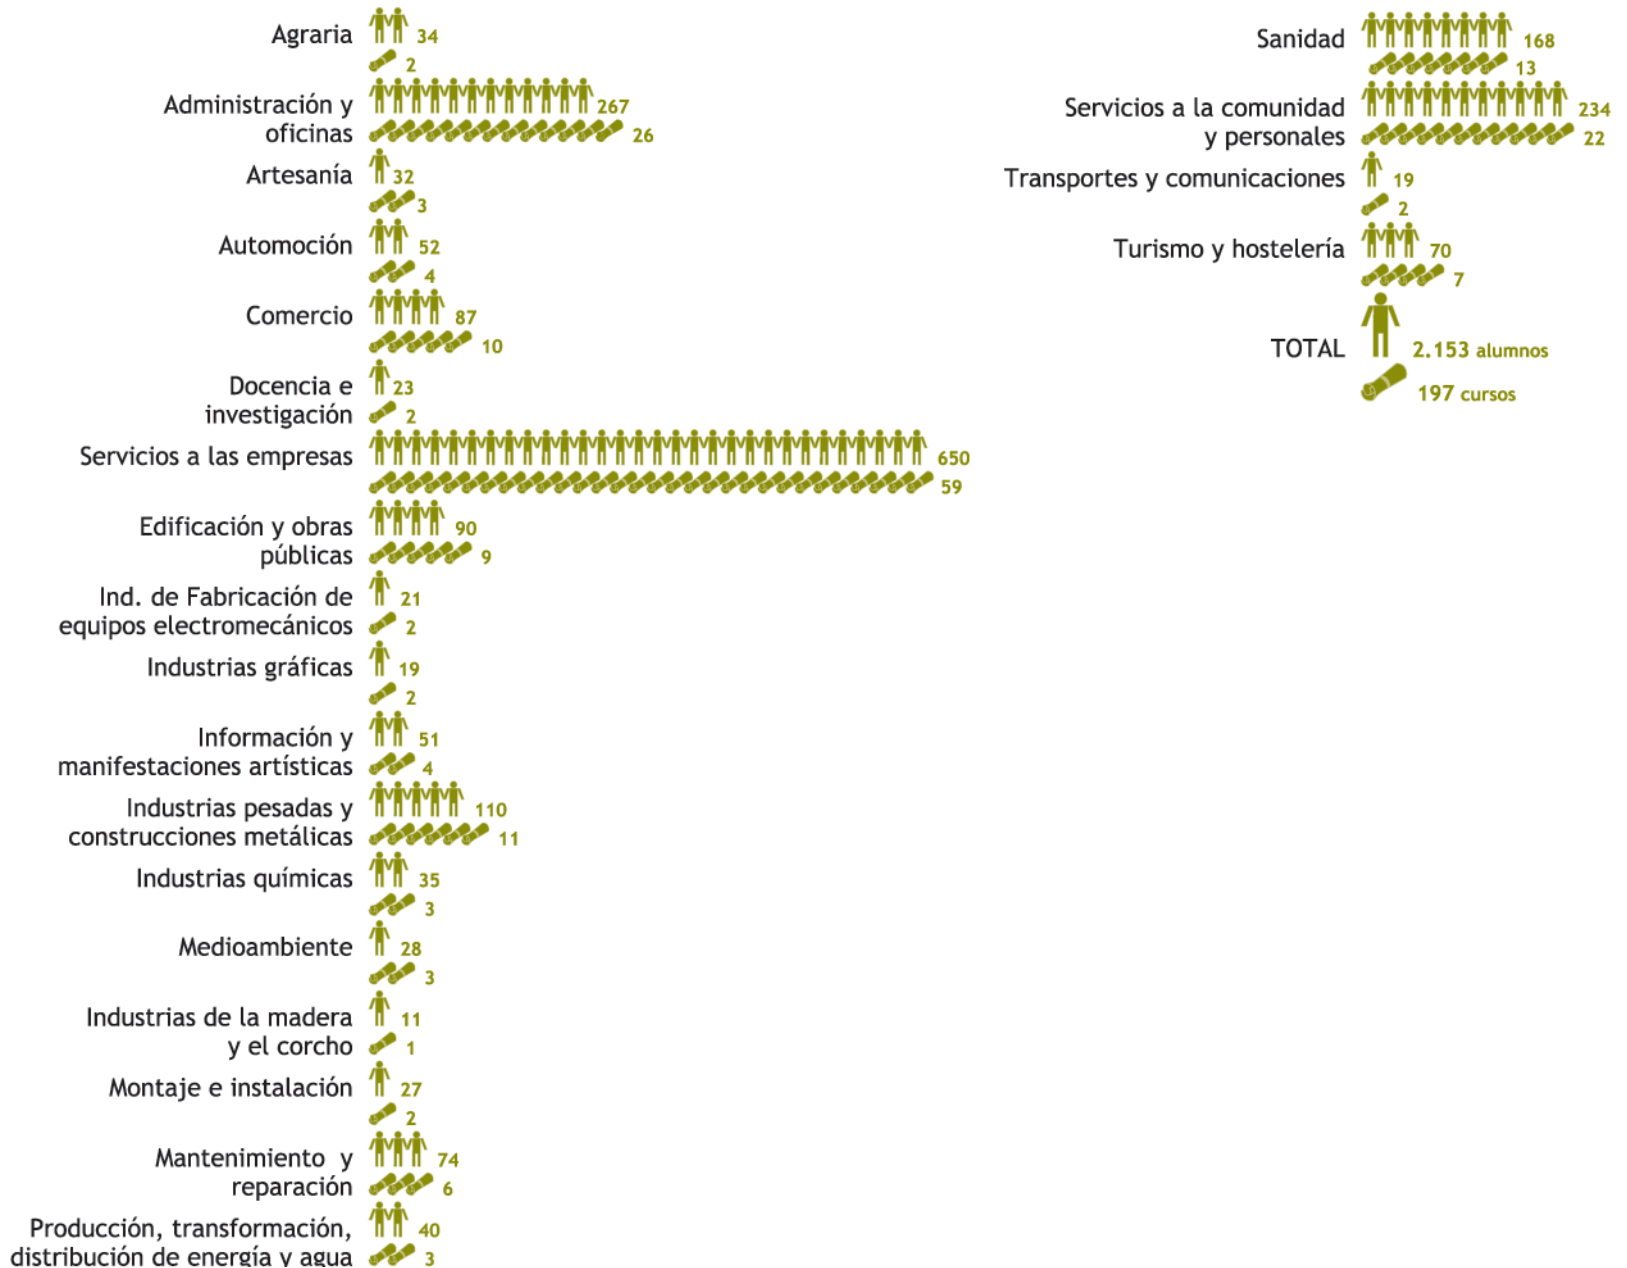 Agraria
34
2
Administración y
oficinas
267
26
Artesanía
32
3
Automoción
52
4
Comercio
87
10
Docencia e
investigación
23
2
Servicios a las empresas
650
59
Edificación y obras
públicas
90
9
Ind. de Fabricación de
equipos electromecánicos
21
2
Industrias gráficas
19
2
Información y
manifestaciones artísticas
51
4
Industrias pesadas y
construcciones metálicas
110
11
Industrias químicas
35
3
Medioambiente
28
3
Industrias de la madera
y el corcho
11
1
Montaje e instalación
27
2
Mantenimiento y
reparación
74
6
Producción, transformación,
distribución de energía y agua
40
3
Sanidad
168
13
Servicios a la comunidad
y personales
234
22
Transportes y comunicaciones
19
2
Turismo y hostelería
70
7
TOTAL
2.153 alumnos
197 cursos